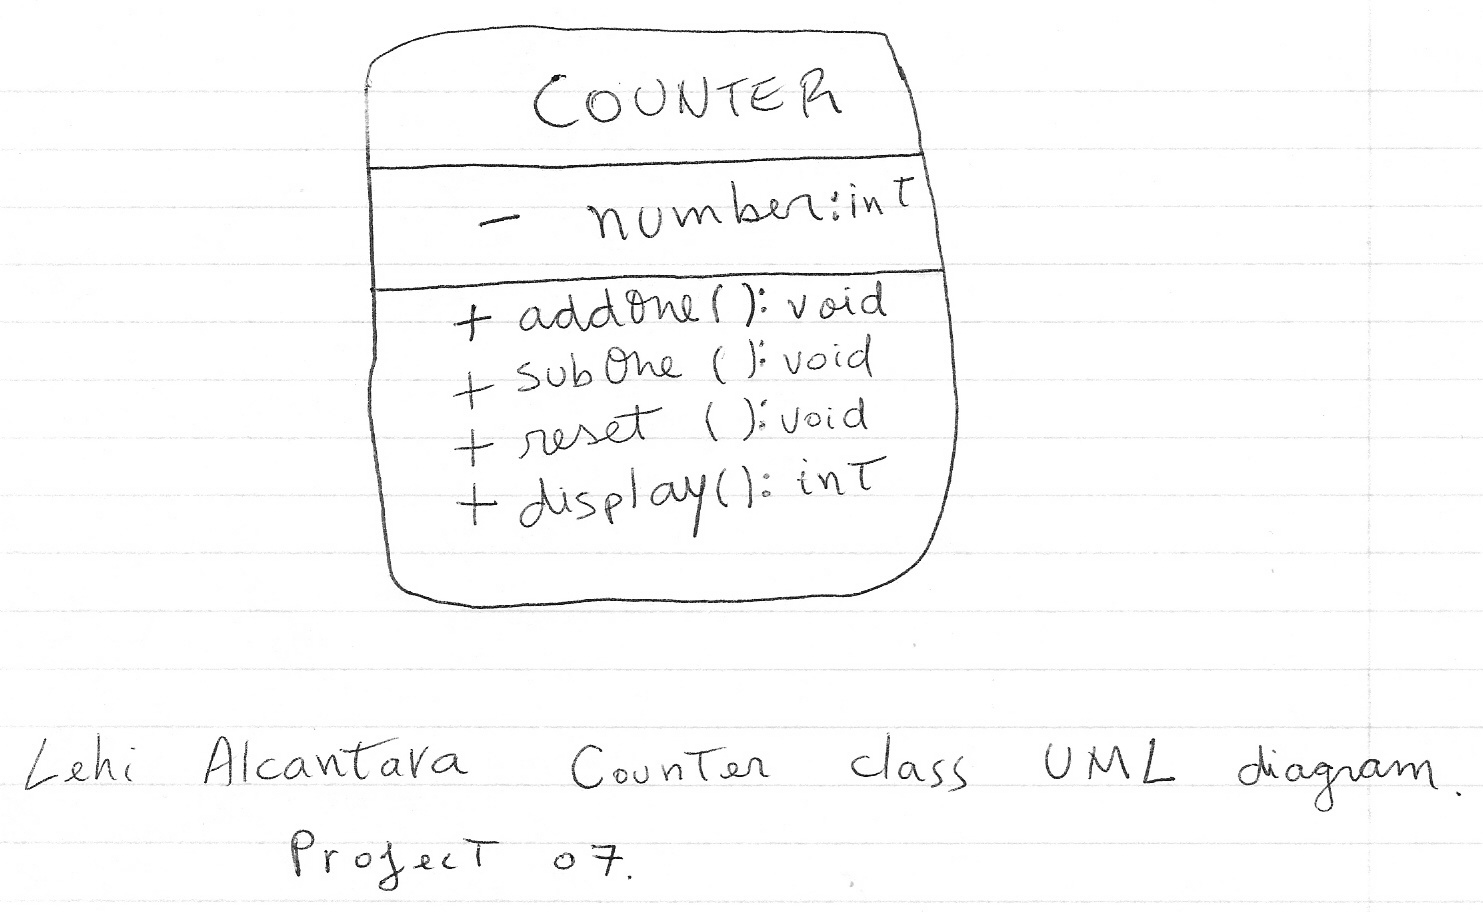 COUNTER
- number:int
+ addOne(): void
+ subOne (): void
+ reset (): void
+ display(): int
Lehi Alcantara Counter class UML diagram.
Project 07.